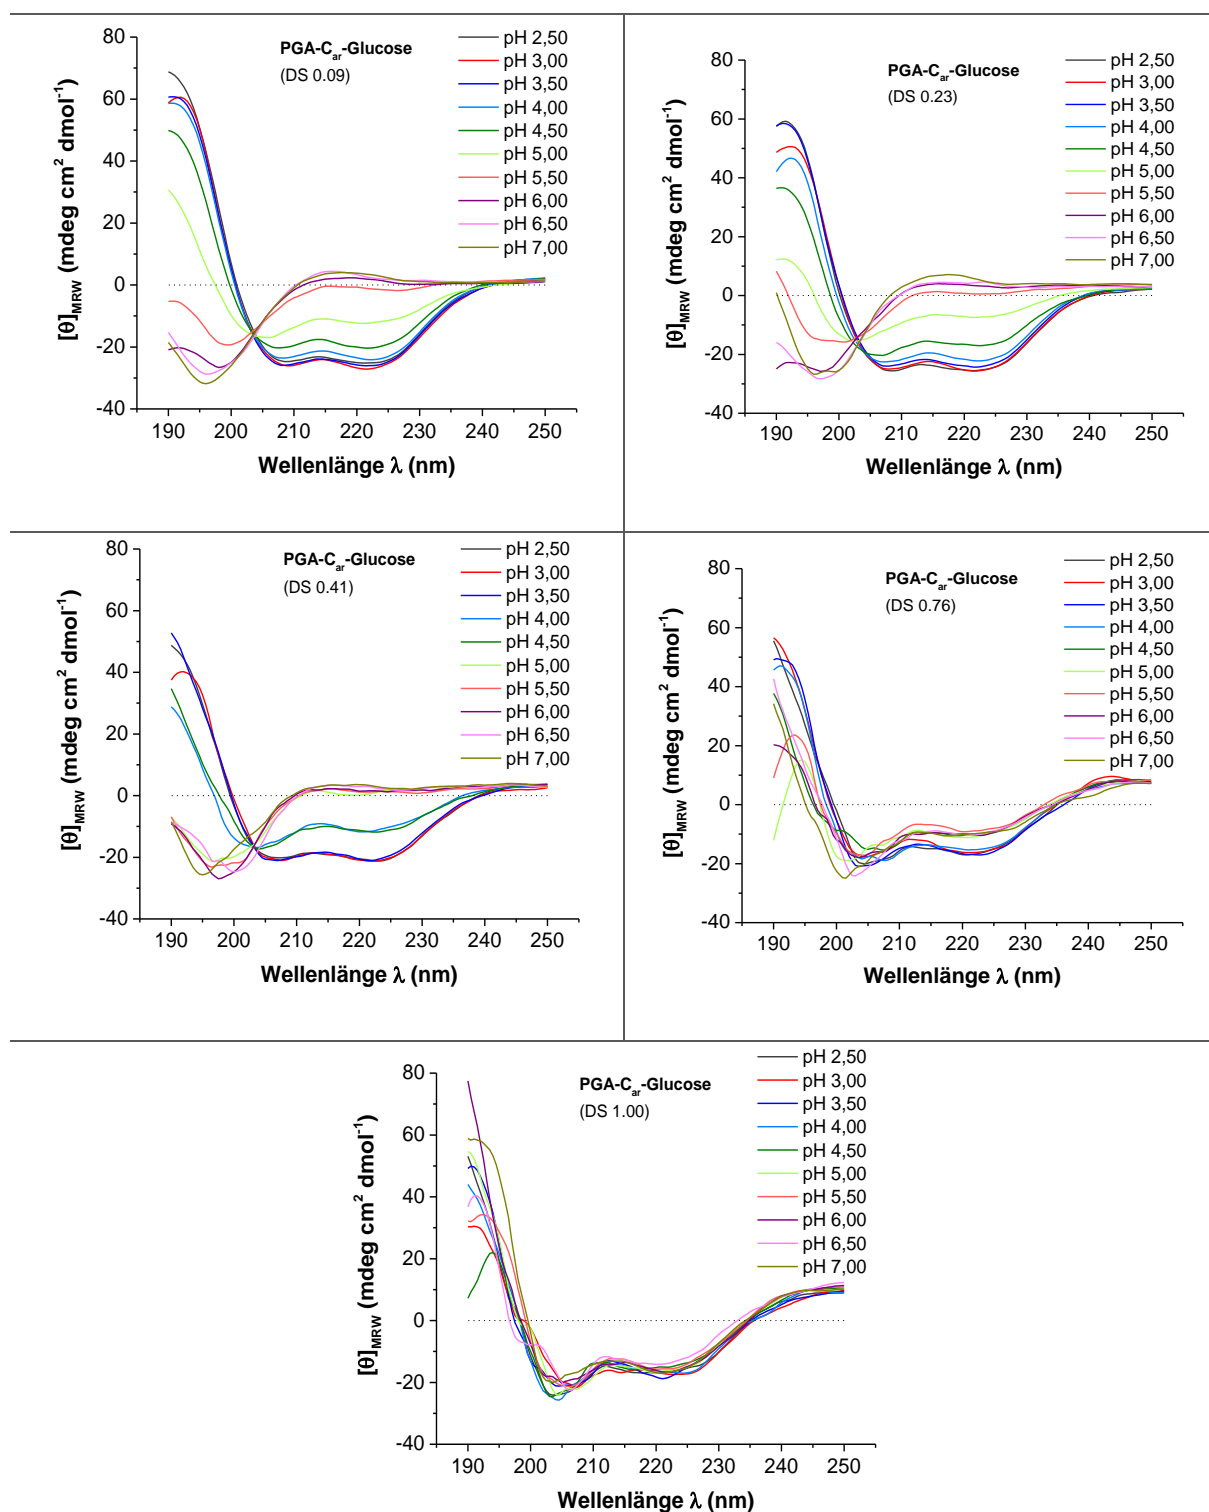 PGA-Car-Glucose
(DS 0.09)
pH 2,50
pH 3,00
pH 3,50
pH 4,00
pH 4,50
pH 5,00
pH 5,50
pH 6,00
pH 6,50
pH 7,00
[θ]MRW (mdeg cm² dmol⁻¹)
80
60
40
20
0
-20
-40
190 200 210 220 230 240 250
Wellenlänge λ (nm)
PGA-Car-Glucose
(DS 0.23)
pH 2,50
pH 3,00
pH 3,50
pH 4,00
pH 4,50
pH 5,00
pH 5,50
pH 6,00
pH 6,50
pH 7,00
[θ]MRW (mdeg cm² dmol⁻¹)
80
60
40
20
0
-20
-40
190 200 210 220 230 240 250
Wellenlänge λ (nm)
PGA-Car-Glucose
(DS 0.41)
pH 2,50
pH 3,00
pH 3,50
pH 4,00
pH 4,50
pH 5,00
pH 5,50
pH 6,00
pH 6,50
pH 7,00
[θ]MRW (mdeg cm² dmol⁻¹)
80
60
40
20
0
-20
-40
190 200 210 220 230 240 250
Wellenlänge λ (nm)
PGA-Car-Glucose
(DS 0.76)
pH 2,50
pH 3,00
pH 3,50
pH 4,00
pH 4,50
pH 5,00
pH 5,50
pH 6,00
pH 6,50
pH 7,00
[θ]MRW (mdeg cm² dmol⁻¹)
80
60
40
20
0
-20
-40
190 200 210 220 230 240 250
Wellenlänge λ (nm)
PGA-Car-Glucose
(DS 1.00)
pH 2,50
pH 3,00
pH 3,50
pH 4,00
pH 4,50
pH 5,00
pH 5,50
pH 6,00
pH 6,50
pH 7,00
[θ]MRW (mdeg cm² dmol⁻¹)
80
60
40
20
0
-20
-40
190 200 210 220 230 240 250
Wellenlänge λ (nm)